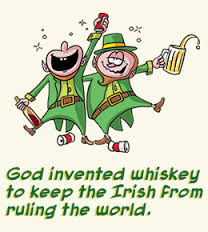 God invented whiskey
to keep the Irish from
ruling the world.